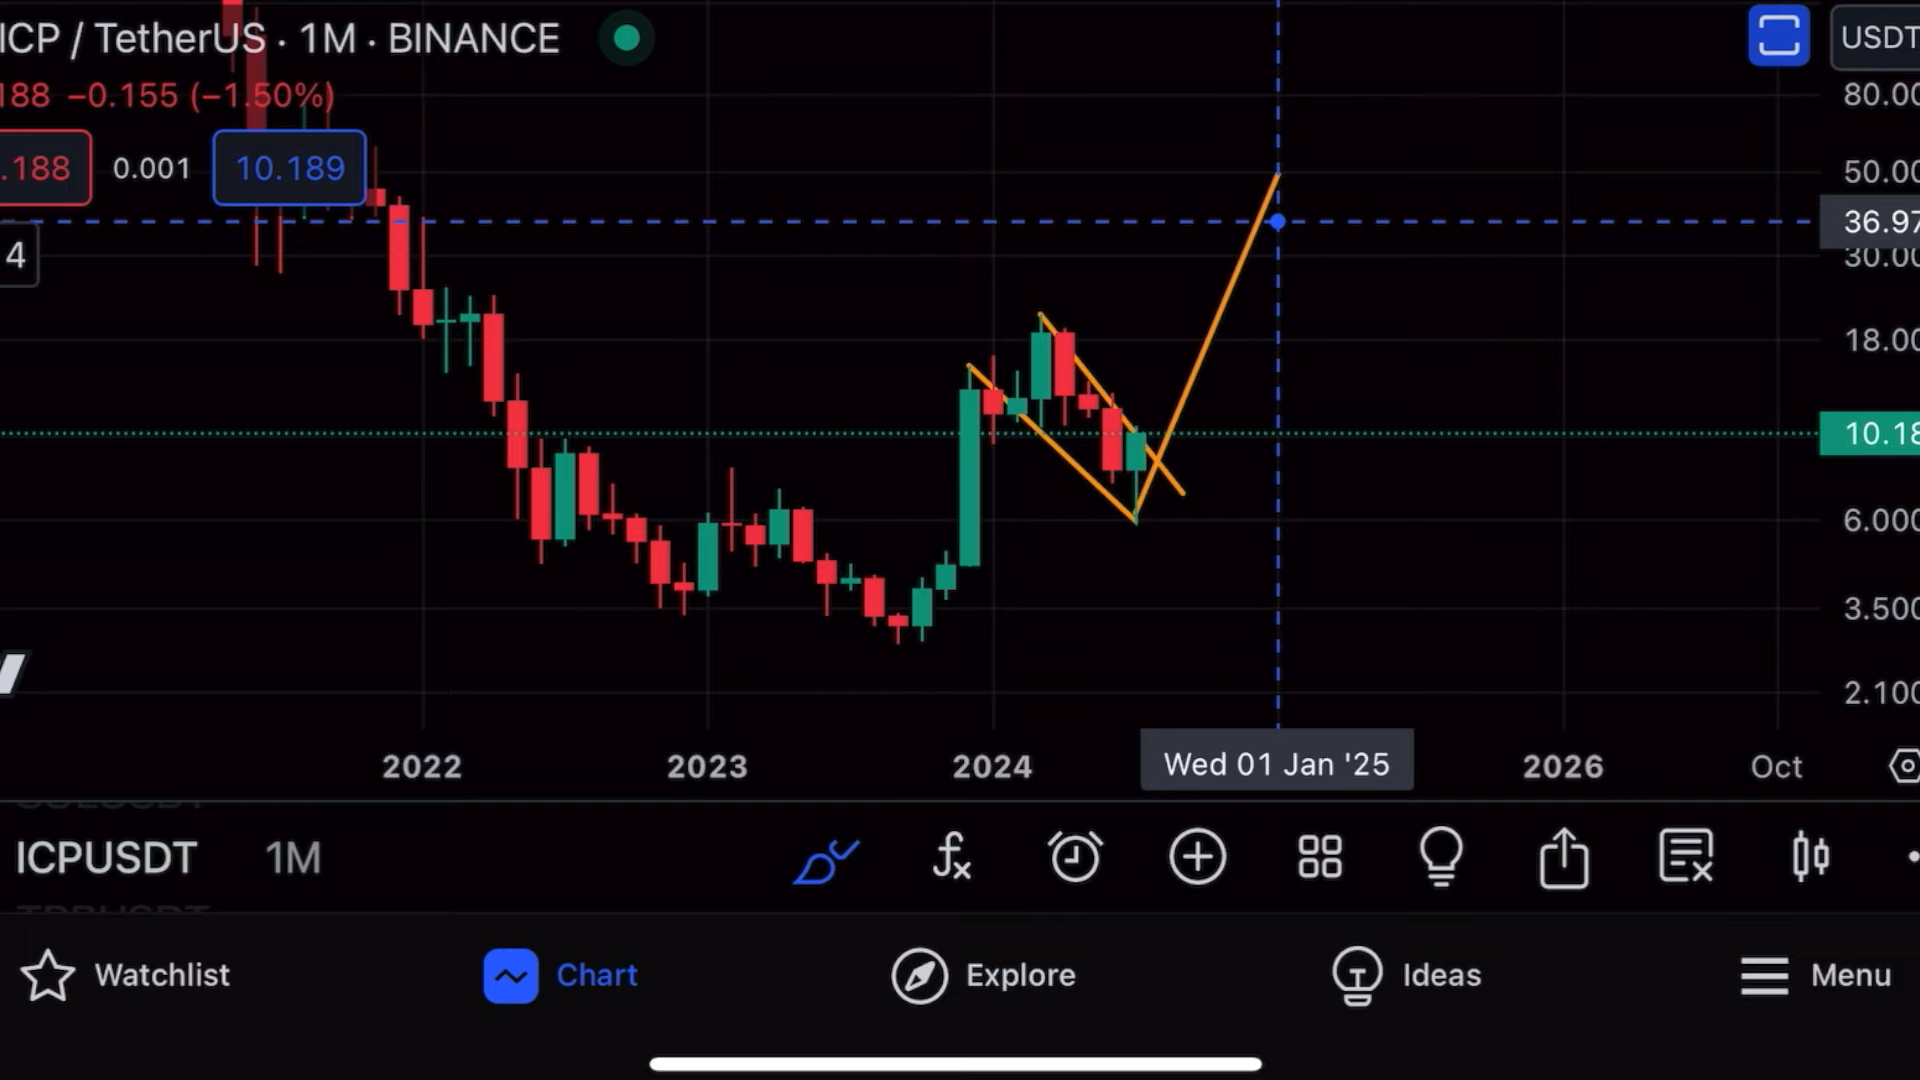 ICP / TetherUS · 1M · BINANCE
USDT
188 −0.155 (−1.50%)
80.00
.188 0.001 10.189
50.00
36.97
4
30.00
18.00
10.18
6.000
3.500
2.100
2022 2023 2024 Wed 01 Jan '25 2026 Oct
ICPUSDT 1M
Watchlist Chart Explore Ideas Menu